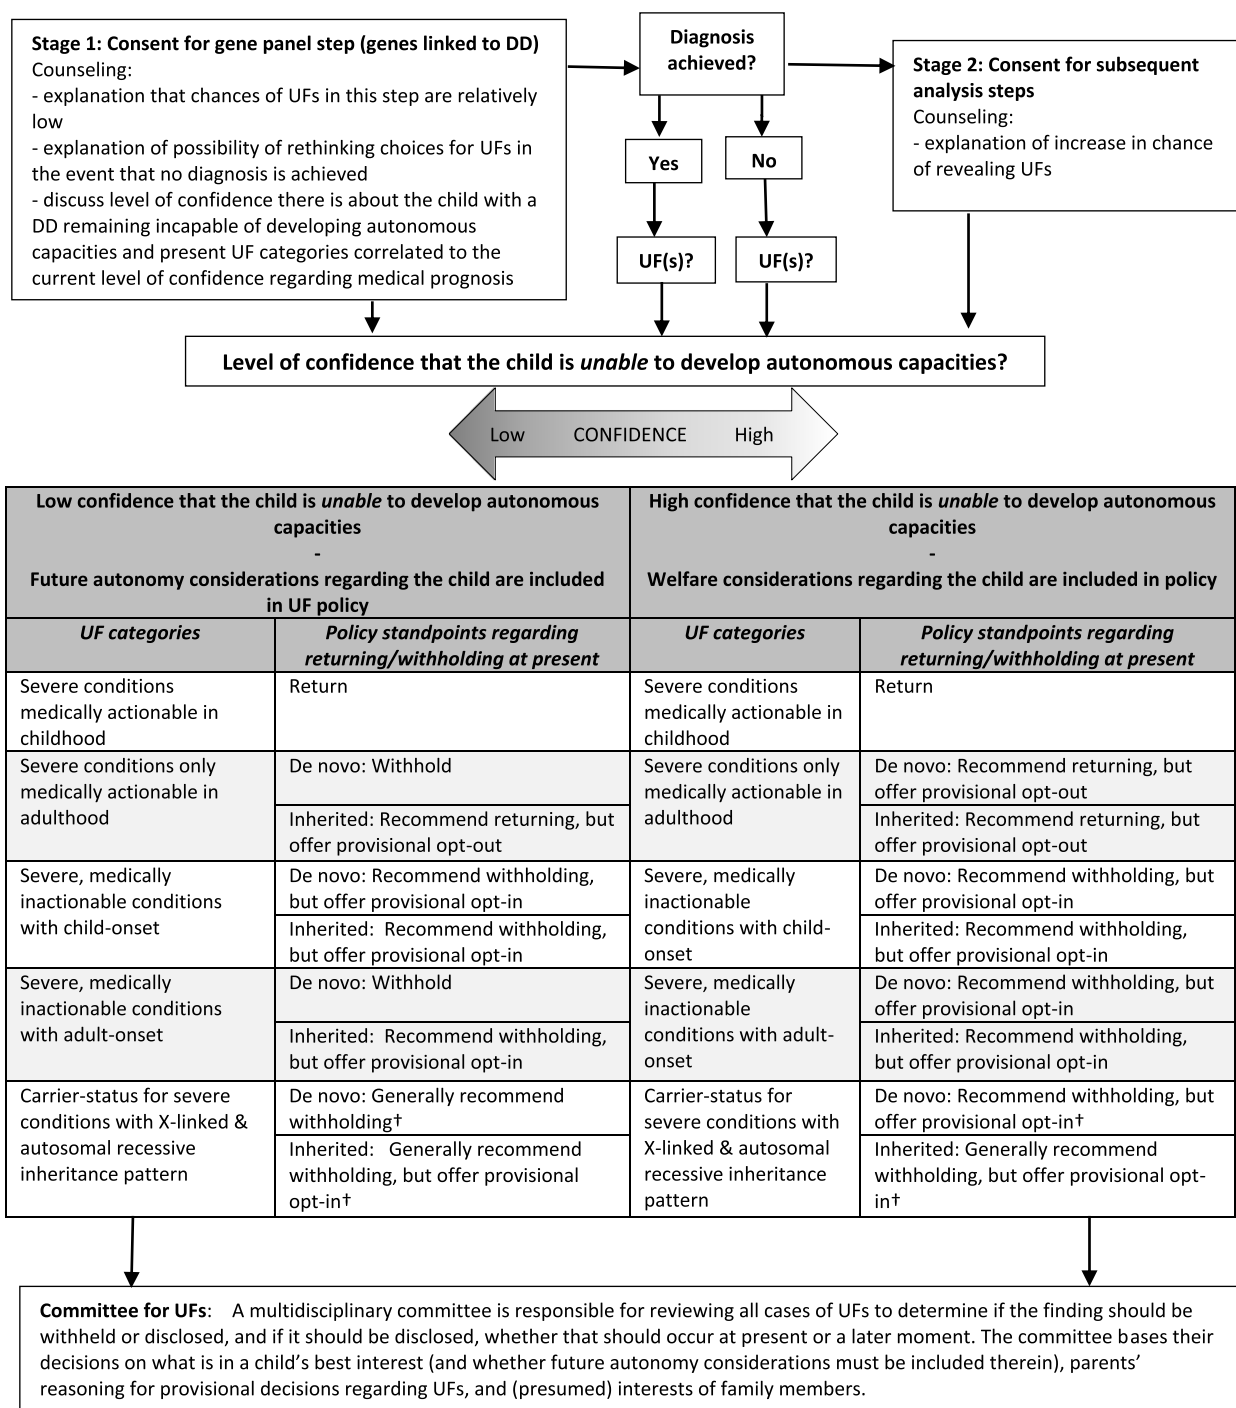 Stage 1: Consent for gene panel step (genes linked to DD)
Counseling:
- explanation that chances of UFs in this step are relatively
low
- explanation of possibility of rethinking choices for UFs in
the event that no diagnosis is achieved
- discuss level of confidence there is about the child with a
DD remaining incapable of developing autonomous
capacities and present UF categories correlated to the
current level of confidence regarding medical prognosis
Diagnosis
achieved?
Yes
No
UF(s)?
UF(s)?
Stage 2: Consent for subsequent
analysis steps
Counseling:
- explanation of increase in chance
of revealing UFs
Level of confidence that the child is unable to develop autonomous capacities?
Low CONFIDENCE High
Low confidence that the child is unable to develop autonomous
capacities
-
Future autonomy considerations regarding the child are included
in UF policy
High confidence that the child is unable to develop autonomous
capacities
-
Welfare considerations regarding the child are included in policy
UF categories
Policy standpoints regarding
returning/withholding at present
UF categories
Policy standpoints regarding
returning/withholding at present
Severe conditions
medically actionable in
childhood
Return
Severe conditions
medically actionable in
childhood
Return
Severe conditions only
medically actionable in
adulthood
De novo: Withhold
Inherited: Recommend returning, but
offer provisional opt-out
Severe conditions only
medically actionable in
adulthood
De novo: Recommend returning, but
offer provisional opt-out
Inherited: Recommend returning, but
offer provisional opt-out
Severe, medically
inactionable conditions
with child-onset
De novo: Recommend withholding,
but offer provisional opt-in
Inherited: Recommend withholding,
but offer provisional opt-in
Severe, medically
inactionable
conditions with child-
onset
De novo: Recommend withholding, but
offer provisional opt-in
Inherited: Recommend withholding,
but offer provisional opt-in
Severe, medically
inactionable conditions
with adult-onset
De novo: Withhold
Inherited: Recommend withholding,
but offer provisional opt-in
Severe, medically
inactionable
conditions with adult-
onset
De novo: Recommend withholding, but
offer provisional opt-in
Inherited: Recommend withholding,
but offer provisional opt-in
Carrier-status for severe
conditions with X-linked &
autosomal recessive
inheritance pattern
De novo: Generally recommend
withholding†
Inherited: Generally recommend
withholding, but offer provisional
opt-in†
Carrier-status for
severe conditions with
X-linked & autosomal
recessive inheritance
pattern
De novo: Recommend withholding, but
offer provisional opt-in†
Inherited: Generally recommend
withholding, but offer provisional opt-
in†
Committee for UFs: A multidisciplinary committee is responsible for reviewing all cases of UFs to determine if the finding should be
withheld or disclosed, and if it should be disclosed, whether that should occur at present or a later moment. The committee bases their
decisions on what is in a child's best interest (and whether future autonomy considerations must be included therein), parents'
reasoning for provisional decisions regarding UFs, and (presumed) interests of family members.